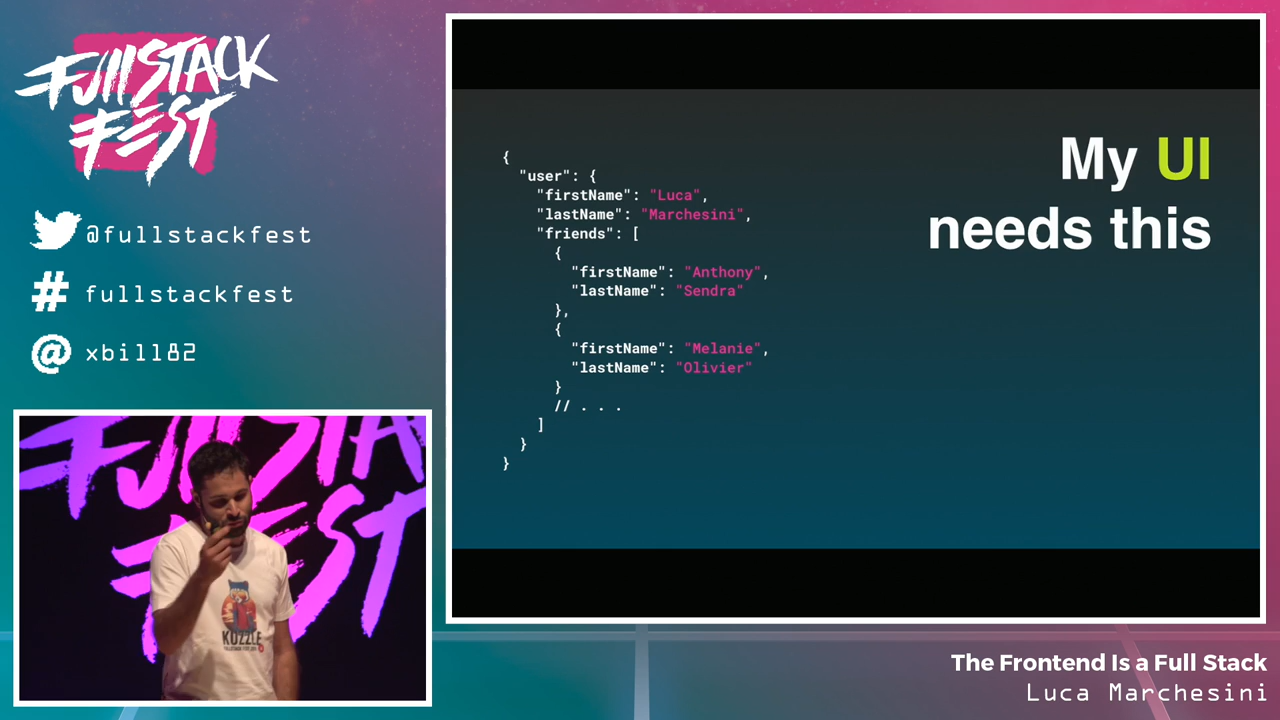 FullStack
Fest
@fullstackfest
# fullstackfest
@ xbill82
{
"user": {
"firstName": "Luca",
"lastName": "Marchesini",
"friends": [
{
"firstName": "Anthony",
"lastName": "Sendra"
},
{
"firstName": "Melanie",
"lastName": "Olivier"
}
// . . .
]
}
}
My UI
needs this
KUZZLE
The Frontend Is a Full Stack
Luca Marchesini